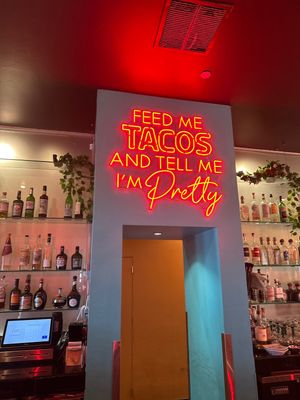 FEED ME
TACOS
AND TELL ME
I'M Pretty